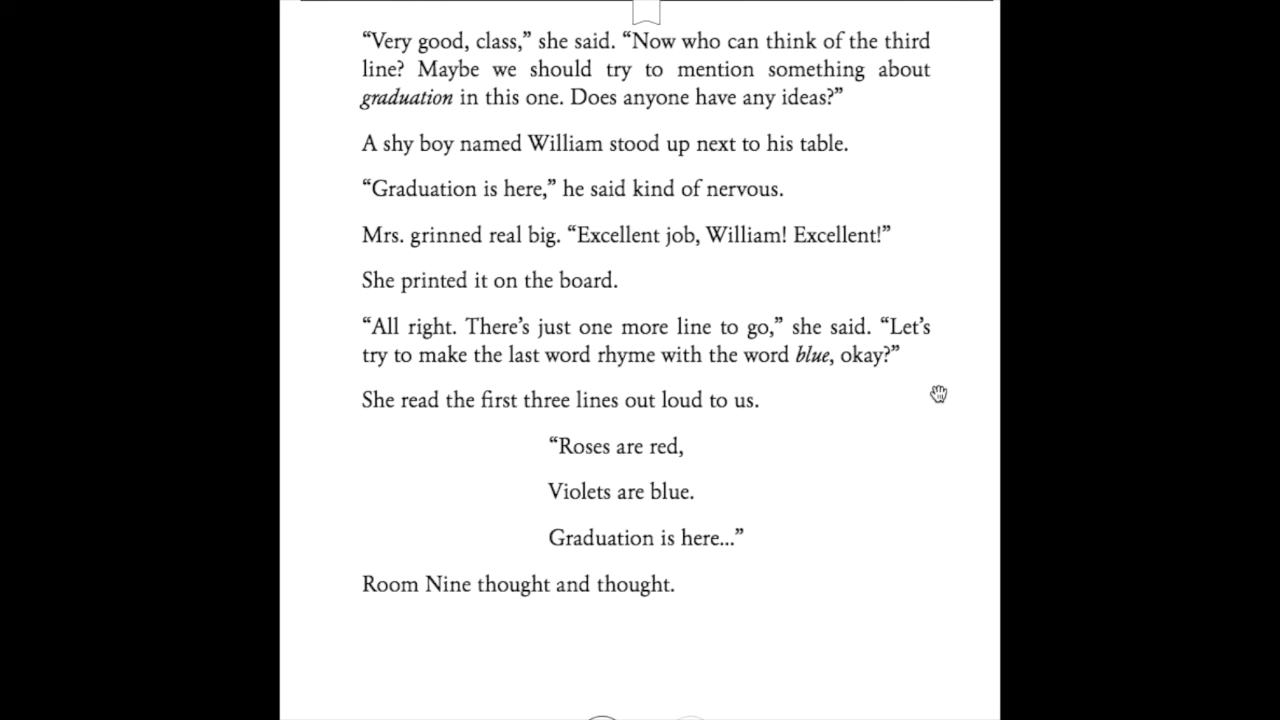 “Very good, class,” she said. “Now who can think of the third
line? Maybe we should try to mention something about
graduation in this one. Does anyone have any ideas?”
A shy boy named William stood up next to his table.
“Graduation is here,” he said kind of nervous.
Mrs. grinned real big. “Excellent job, William! Excellent!”
She printed it on the board.
“All right. There’s just one more line to go,” she said. “Let’s
try to make the last word rhyme with the word blue, okay?”
She read the first three lines out loud to us.
“Roses are red,
Violets are blue.
Graduation is here...”
Room Nine thought and thought.